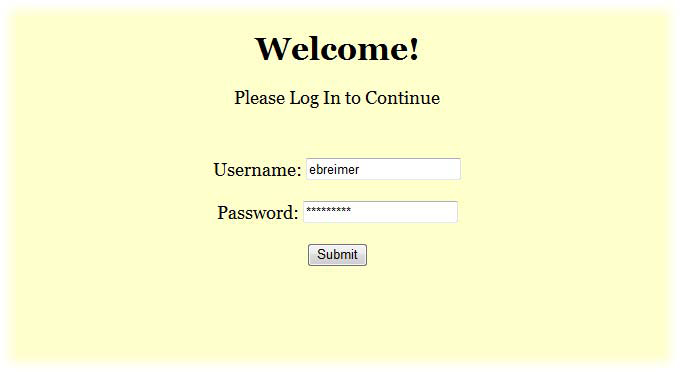 Welcome!
Please Log In to Continue
Username: ebreimer
Password: *********
Submit